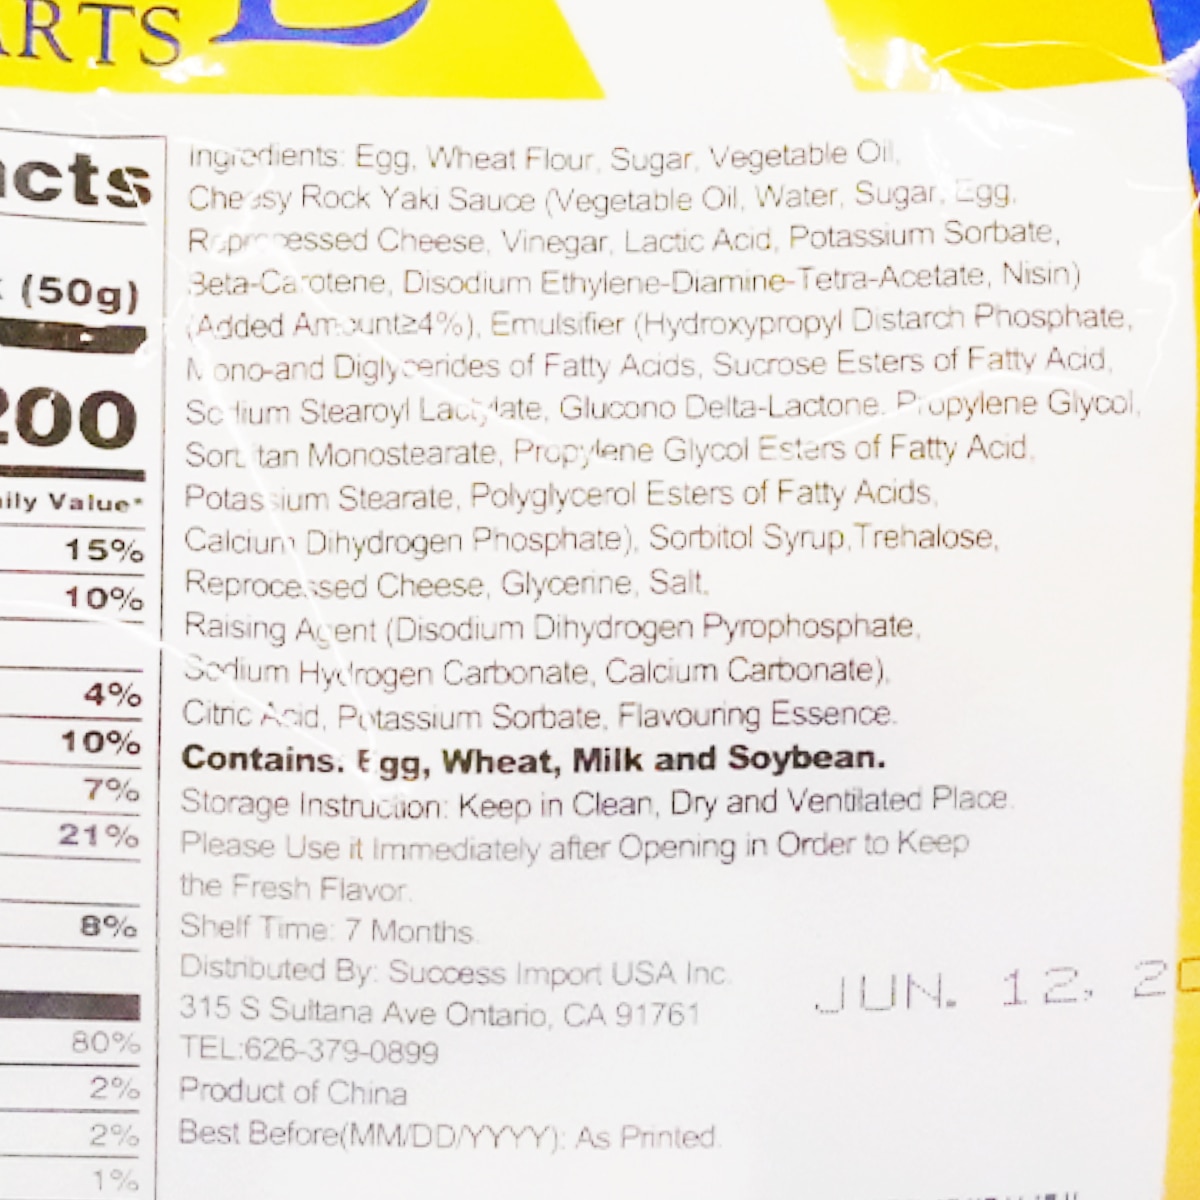 ARTS
acts
(50g)
200
aily Value*
15%
10%
4%
10%
7%
21%
8%
80%
2%
2%
1%
Ingredients: Egg, Wheat Flour, Sugar, Vegetable Oil,
Cheesy Rock Yaki Sauce (Vegetable Oil, Water, Sugar, Egg,
Reprocessed Cheese, Vinegar, Lactic Acid, Potassium Sorbate,
Beta-Carotene, Disodium Ethylene-Diamine-Tetra-Acetate, Nisin)
(Added Amount≥4%), Emulsifier (Hydroxypropyl Distarch Phosphate,
Mono-and Diglycerides of Fatty Acids, Sucrose Esters of Fatty Acid,
Sodium Stearoyl Lactylate, Glucono Delta-Lactone, Propylene Glycol,
Sorbitan Monostearate, Propylene Glycol Esters of Fatty Acid,
Potassium Stearate, Polyglycerol Esters of Fatty Acids,
Calcium Dihydrogen Phosphate), Sorbitol Syrup,Trehalose,
Reprocessed Cheese, Glycerine, Salt,
Raising Agent (Disodium Dihydrogen Pyrophosphate,
Sodium Hydrogen Carbonate, Calcium Carbonate),
Citric Acid, Potassium Sorbate, Flavouring Essence.
Contains. Egg, Wheat, Milk and Soybean.
Storage Instruction: Keep in Clean, Dry and Ventilated Place.
Please Use it Immediately after Opening in Order to Keep
the Fresh Flavor.
Shelf Time: 7 Months.
Distributed By: Success Import USA Inc.
315 S Sultana Ave Ontario, CA 91761
TEL:626-379-0899
Product of China
Best Before(MM/DD/YYYY): As Printed.
JUN. 12, 20